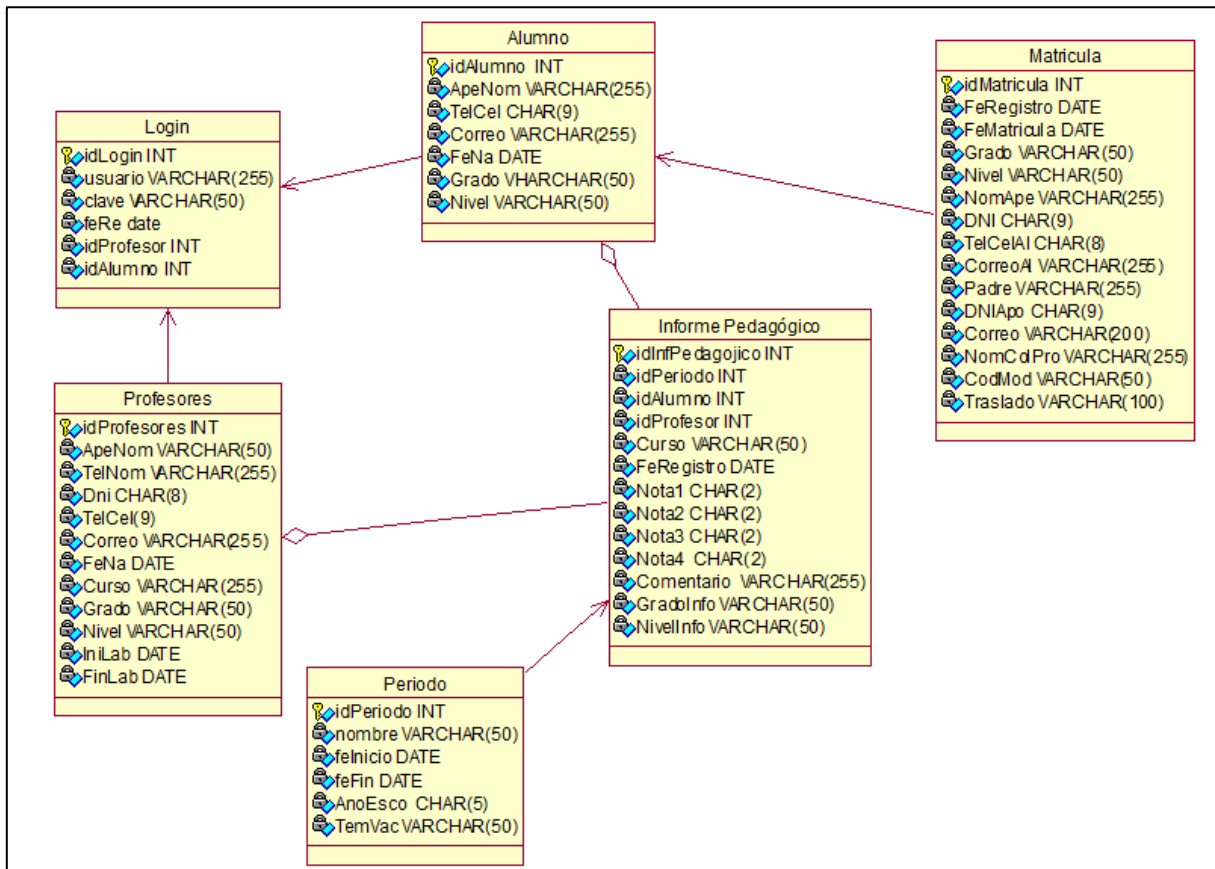 Alumno
idAlumno INT
ApeNom VARCHAR(255)
TelCel CHAR(9)
Correo VARCHAR(255)
FeNa DATE
Grado VHARCHAR(50)
Nivel VARCHAR(50)
Matricula
idMatricula INT
FeRegistro DATE
FeMatricula DATE
Grado VARCHAR(50)
Nivel VARCHAR(50)
NomApe VARCHAR(255)
DNI CHAR(9)
TelCelAl CHAR(8)
CorreoAl VARCHAR(255)
Padre VARCHAR(255)
DNIApo CHAR(9)
Correo VARCHAR(200)
NomColPro VARCHAR(255)
CodMod VARCHAR(50)
Traslado VARCHAR(100)
Login
idLogin INT
usuario VARCHAR(255)
clave VARCHAR(50)
feRe date
idProfesor INT
idAlumno INT
Informe Pedagógico
idInfPedagojico INT
idPeriodo INT
idAlumno INT
idProfesor INT
Curso VARCHAR(50)
FeRegistro DATE
Nota1 CHAR(2)
Nota2 CHAR(2)
Nota3 CHAR(2)
Nota4 CHAR(2)
Comentario VARCHAR(255)
GradoInfo VARCHAR(50)
NivelInfo VARCHAR(50)
Profesores
idProfesores INT
ApeNom VARCHAR(50)
TelNom VARCHAR(255)
Dni CHAR(8)
TelCel(9)
Correo VARCHAR(255)
FeNa DATE
Curso VARCHAR(255)
Grado VARCHAR(50)
Nivel VARCHAR(50)
IniLab DATE
FinLab DATE
Periodo
idPeriodo INT
nombre VARCHAR(50)
feInicio DATE
feFin DATE
AnoEsco CHAR(5)
TemVac VARCHAR(50)